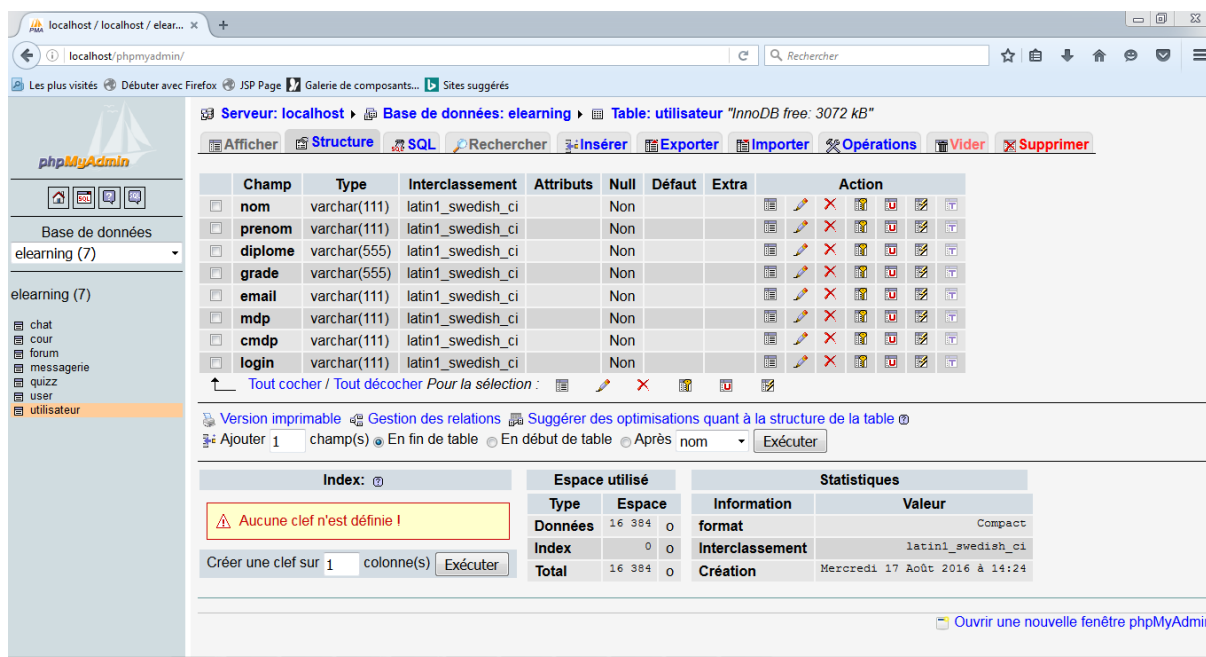 localhost / localhost / elear... × +
localhost/phpmyadmin/ Rechercher
Les plus visités Débuter avec Firefox JSP Page Galerie de composants... Sites suggérés
phpMyAdmin
SQL
Base de données
elearning (7)
elearning (7)
chat
cour
forum
messagerie
quizz
user
utilisateur
Serveur: localhost Base de données: elearning Table: utilisateur "InnoDB free: 3072 kB"
Afficher Structure SQL Rechercher Insérer Exporter Importer Opérations Vider Supprimer
Champ Type Interclassement Attributs Null Défaut Extra Action
nom varchar(111) latin1_swedish_ci Non
prenom varchar(111) latin1_swedish_ci Non
diplome varchar(555) latin1_swedish_ci Non
grade varchar(555) latin1_swedish_ci Non
email varchar(111) latin1_swedish_ci Non
mdp varchar(111) latin1_swedish_ci Non
cmdp varchar(111) latin1_swedish_ci Non
login varchar(111) latin1_swedish_ci Non
Tout cocher / Tout décocher Pour la sélection :
Version imprimable Gestion des relations Suggérer des optimisations quant à la structure de la table
Ajouter 1 champ(s) En fin de table En début de table Après nom Exécuter
Index:
Aucune clef n'est définie !
Créer une clef sur 1 colonne(s) Exécuter
Espace utilisé
Type Espace
Données 16 384 o
Index 0 o
Total 16 384 o
Statistiques
Information Valeur
format Compact
Interclassement latin1_swedish_ci
Création Mercredi 17 Août 2016 à 14:24
Ouvrir une nouvelle fenêtre phpMyAdmi